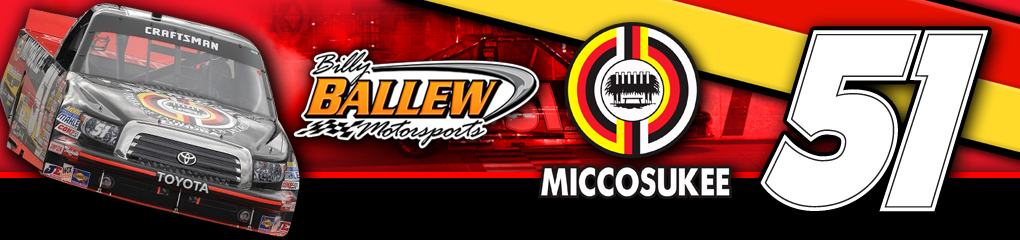 CRAFTSMAN
TOYOTA
Billy
BALLEW
Motorsports
MICCOSUKEE
51